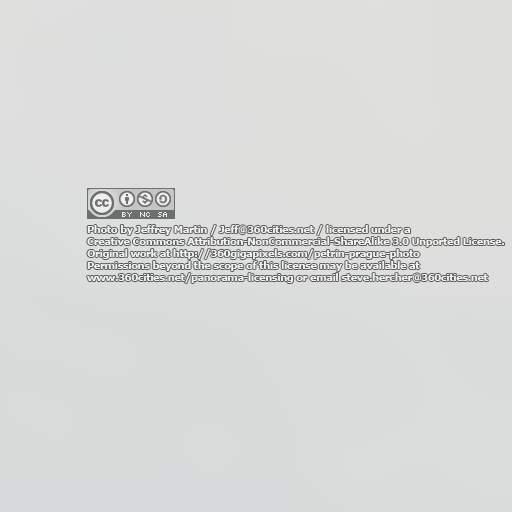 cc BY NC SA
Photo by Jeffrey Martin / Jeff@360cities.net / licensed under a
Creative Commons Attribution-NonCommercial-ShareAlike 3.0 Unported License.
Original work at http://360gigapixels.com/petrin-prague-photo
Permissions beyond the scope of this license may be available at
www.360cities.net/panorama-licensing or email steve.hercher@360cities.net